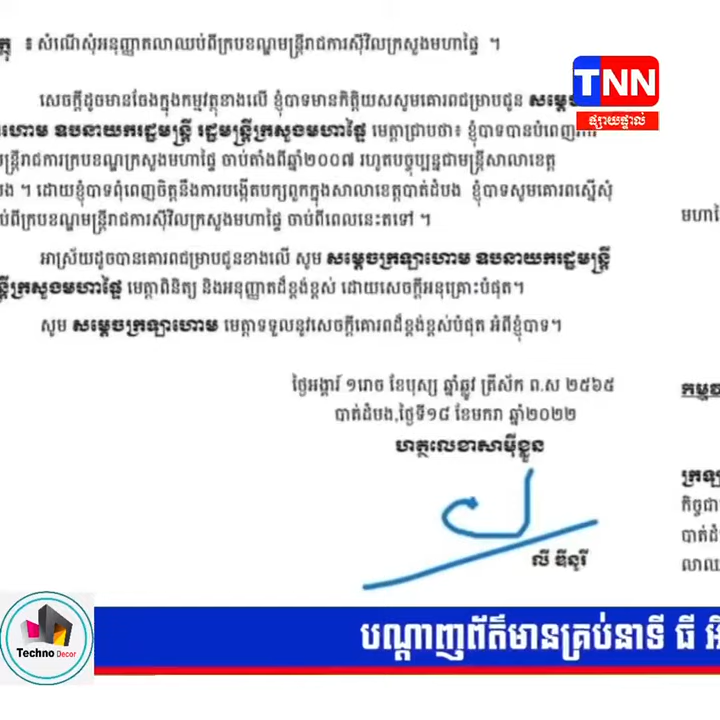 ត្ថុ ៖ សំណើសុំអនុញ្ញាតលាឈប់ពីក្របខណ្ឌមន្ត្រីរាជការស៊ីវិលក្រសួងមហាផ្ទៃ ។
សេចក្ដីដូចមានចែងក្នុងកម្មវត្ថុខាងលើ ខ្ញុំបាទមានកិត្តិយសសូមគោរពជម្រាបជូន សម្ដេច
ហោម ឧបនាយករដ្ឋមន្ត្រី រដ្ឋមន្ត្រីក្រសួងមហាផ្ទៃ មេត្តាជ្រាបថា៖ ខ្ញុំបាទបានបំពេញការ
មន្ត្រីរាជការក្របខណ្ឌក្រសួងមហាផ្ទៃ ចាប់តាំងពីឆ្នាំ២០០៧ រហូតបច្ចុប្បន្នជាមន្ត្រីសាលាខេត្ត
បង ។ ដោយខ្ញុំបាទពុំពេញចិត្តនឹងការបង្កើតបក្សពួកក្នុងសាលាខេត្តបាត់ដំបង ខ្ញុំបាទសូមគោរពស្នើសុំ
ប់ពីក្របខណ្ឌមន្ត្រីរាជការស៊ីវិលក្រសួងមហាផ្ទៃ ចាប់ពីពេលនេះតទៅ ។
អាស្រ័យដូចបានគោរពជម្រាបជូនខាងលើ សូម សម្ដេចក្រឡាហោម ឧបនាយករដ្ឋមន្ត្រី
ន្ត្រីក្រសួងមហាផ្ទៃ មេត្តាពិនិត្យ និងអនុញ្ញាតដ៏ខ្ពង់ខ្ពស់ ដោយសេចក្ដីអនុគ្រោះបំផុត។
សូម សម្ដេចក្រឡាហោម មេត្តាទទួលនូវសេចក្ដីគោរពដ៏ខ្ពង់ខ្ពស់បំផុត អំពីខ្ញុំបាទ។
ថ្ងៃអង្គារ៍ ១រោច ខែបុស្ស ឆ្នាំឆ្លូវ ត្រីស័ក ព.ស ២៥៦៥
បាត់ដំបង,ថ្ងៃទី១៨ ខែមករា ឆ្នាំ២០២២
ហត្ថលេខាសាម៉ីខ្លួន
លី ឌីនូរី
TNN
ផ្សាយផ្ទាល់
មហាផ្ទៃ
កម្មវ
ក្រឡា
កិច្ចជា
បាត់ដំ
លាឈ
Techno Decor
បណ្ដាញព័ត៌មានគ្រប់នាទី ធី អ៊ី